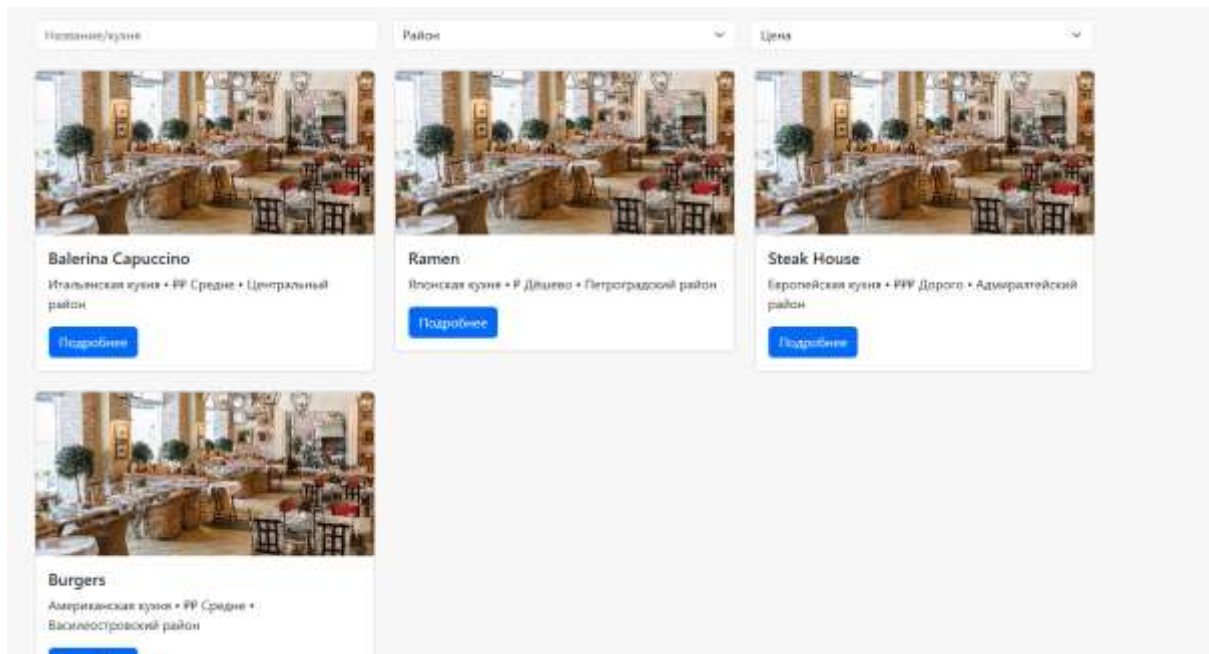 Название/кухня
Район
Цена
Balerina Capuccino
Итальянская кухня • ₽₽ Средне • Центральный
район
Подробнее
Ramen
Японская кухня • ₽ Дёшево • Петроградский район
Подробнее
Steak House
Европейская кухня • ₽₽₽ Дорого • Адмиралтейский
район
Подробнее
Burgers
Американская кухня • ₽₽ Средне •
Василеостровский район